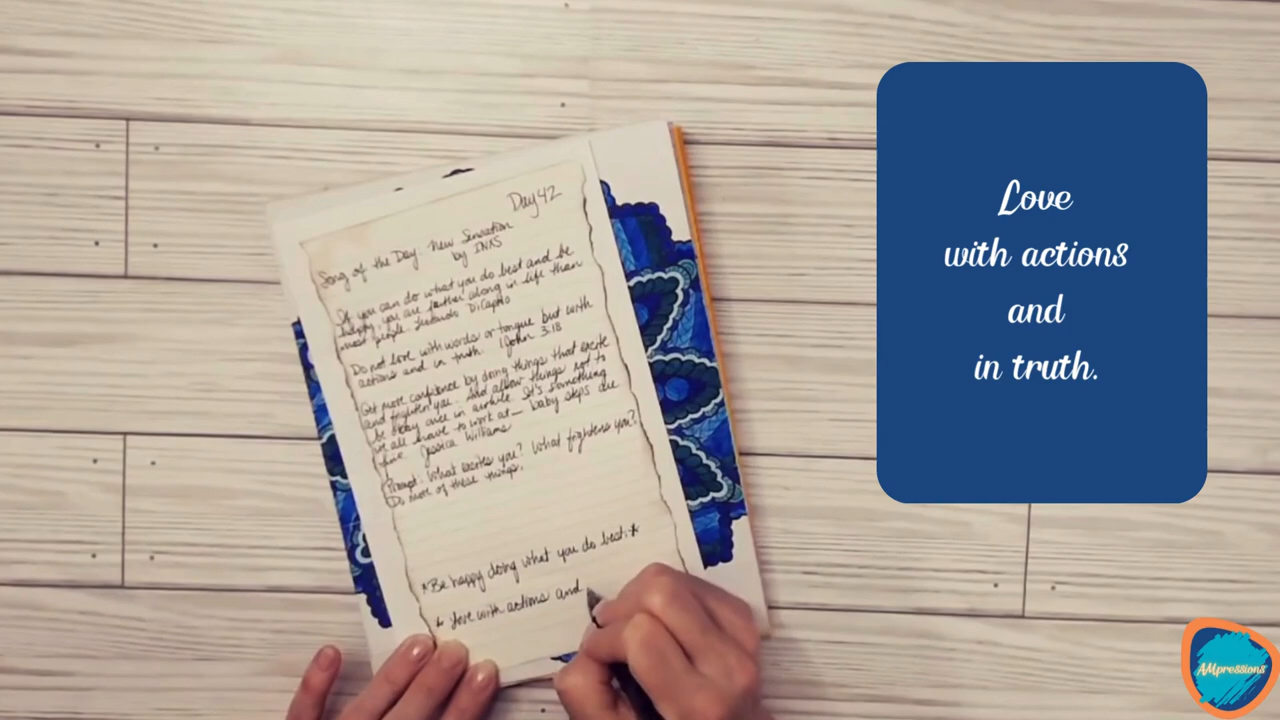 Day 42
Song of the Day: New Sensation
by INXS
If you can do what you do best and be
happy, you are further along in life than
most people. Leonardo DiCaprio
Do not love with words or tongue but with
actions and in truth. 1 John 3:18
Get more confidence by doing things that excite
and frighten you. And allow things not to
be okay once in awhile. It's something
we all have to work at— baby steps are
fine. Jessica Williams
Prompt: What excites you? What frightens you?
Do more of these things.
*Be happy doing what you do best.*
* Love with actions and
Love
with actions
and
in truth.
AMpressions